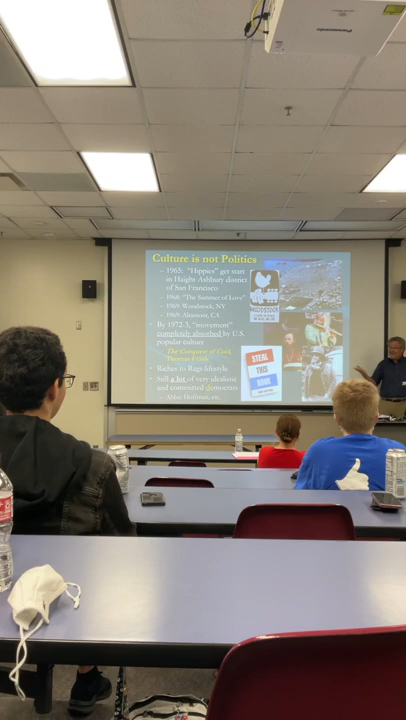 Panasonic
Culture is not Politics
– 1965: "Hippies" get start
in Haight Ashbury district
of San Francisco
– 1968: "The Summer of Love"
– 1969: Woodstock, NY
– 1969: Altamont, CA
• By 1972-3, "movement"
completely absorbed by U.S.
popular culture
– The Conquest of Cool,
Thomas Frank
• Riches to Rags lifestyle
• Still a lot of very idealistic
and committed democrats
– Abbie Hoffman, etc.
WOODSTOCK
STEAL
THIS
BOOK